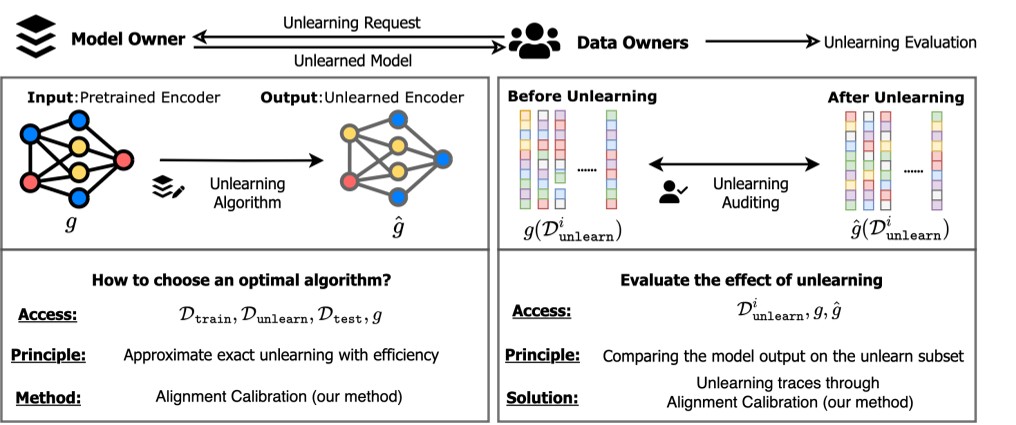 Unlearning Request
Model Owner
Data Owners
Unlearning Evaluation
Unlearned Model
Input:Pretrained Encoder
Output:Unlearned Encoder
Unlearning
Algorithm
g
ĝ
Before Unlearning
After Unlearning
......
......
Unlearning
Auditing
g(𝒟ⁱunlearn)
ĝ(𝒟ⁱunlearn)
How to choose an optimal algorithm?
Access: 𝒟train, 𝒟unlearn, 𝒟test, g
Principle: Approximate exact unlearning with efficiency
Method: Alignment Calibration (our method)
Evaluate the effect of unlearning
Access: 𝒟ⁱunlearn, g, ĝ
Principle: Comparing the model output on the unlearn subset
Solution: Unlearning traces through
Alignment Calibration (our method)